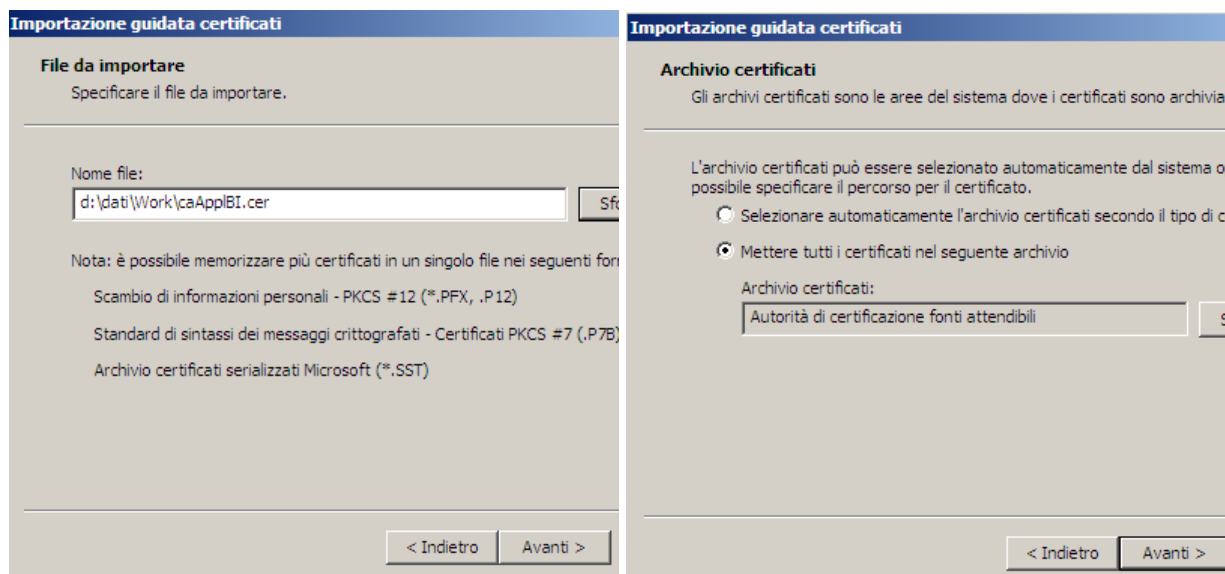 Importazione guidata certificati
File da importare
Specificare il file da importare.
Nome file:
d:\dati\Work\caApplBI.cer
Nota: è possibile memorizzare più certificati in un singolo file nei seguenti
Scambio di informazioni personali - PKCS #12 (*.PFX, .P12)
Standard di sintassi dei messaggi crittografati - Certificati PKCS #7 (.P7B)
Archivio certificati serializzati Microsoft (*.SST)
< Indietro
Avanti >
Importazione guidata certificati
Archivio certificati
Gli archivi certificati sono le aree del sistema dove i certificati sono
L'archivio certificati può essere selezionato automaticamente dal sistema o
possibile specificare il percorso per il certificato.
Selezionare automaticamente l'archivio certificati secondo il tipo di
Mettere tutti i certificati nel seguente archivio
Archivio certificati:
Autorità di certificazione fonti attendibili
< Indietro
Avanti >